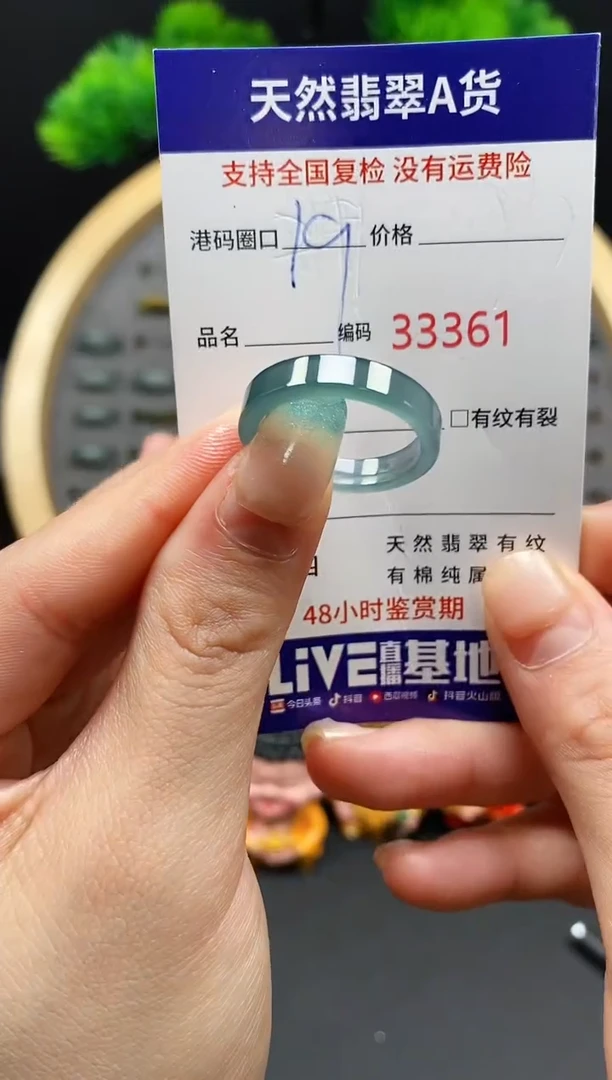 天然翡翠A货
支持全国复检 没有运费险
港码圈口 19 价格
品名 编码 33361
□有纹有裂
天然翡翠有纹
有棉纯属
48小时鉴赏期
LiVE直播基地
今日头条 抖音 西瓜视频 抖音火山版